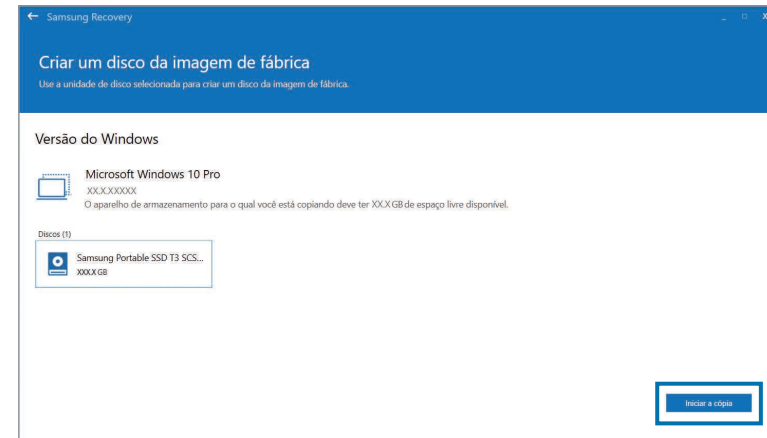 Samsung Recovery
Criar um disco da imagem de fábrica
Use a unidade de disco selecionada para criar um disco da imagem de fábrica.
Versão do Windows
Microsoft Windows 10 Pro
XX.X.XXXXX
O aparelho de armazenamento para o qual você está copiando deve ter XX.X GB de espaço livre disponível.
Discos (1)
Samsung Portable SSD T3 SCS...
XXX.X GB
Iniciar a cópia